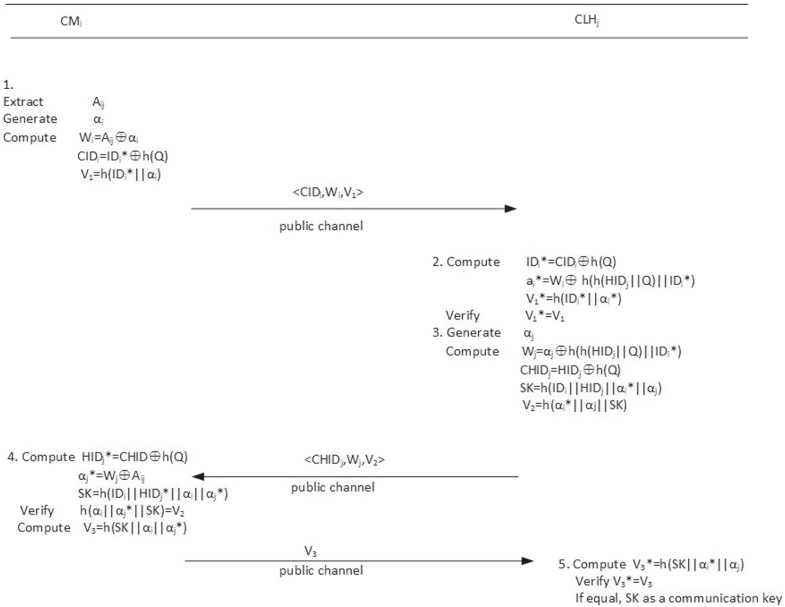 CMᵢ CLHⱼ
1.
Extract Aᵢⱼ
Generate αᵢ
Compute Wᵢ=Aᵢⱼ⊕αᵢ
CIDᵢ=IDᵢ*⊕h(Q)
V₁=h(IDᵢ*||αᵢ)
<CIDᵢ,Wᵢ,V₁>
public channel
2. Compute IDᵢ*=CIDᵢ⊕h(Q)
aᵢ*=Wᵢ⊕ h(h(HIDⱼ||Q)||IDᵢ*)
V₁*=h(IDᵢ*||αᵢ*)
Verify V₁*=V₁
3. Generate αⱼ
Compute Wⱼ=αⱼ⊕h(h(HIDⱼ||Q)||IDᵢ*)
CHIDⱼ=HIDⱼ⊕h(Q)
SK=h(IDᵢ||HIDⱼ||αᵢ*||αⱼ)
V₂=h(αᵢ*||αj||SK)
4. Compute HIDⱼ*=CHID⊕h(Q)
αⱼ*=Wⱼ⊕Aᵢⱼ
SK=h(IDᵢ||HIDⱼ*||αᵢ||αⱼ*)
Verify h(αᵢ||αⱼ*||SK)=V₂
Compute V₃=h(SK||αᵢ||αⱼ*)
<CHIDⱼ,Wⱼ,V₂>
public channel
V₃
public channel
5. Compute V₃*=h(SK||αᵢ*||αⱼ)
Verify V₃*=V₃
If equal, SK as a communication key